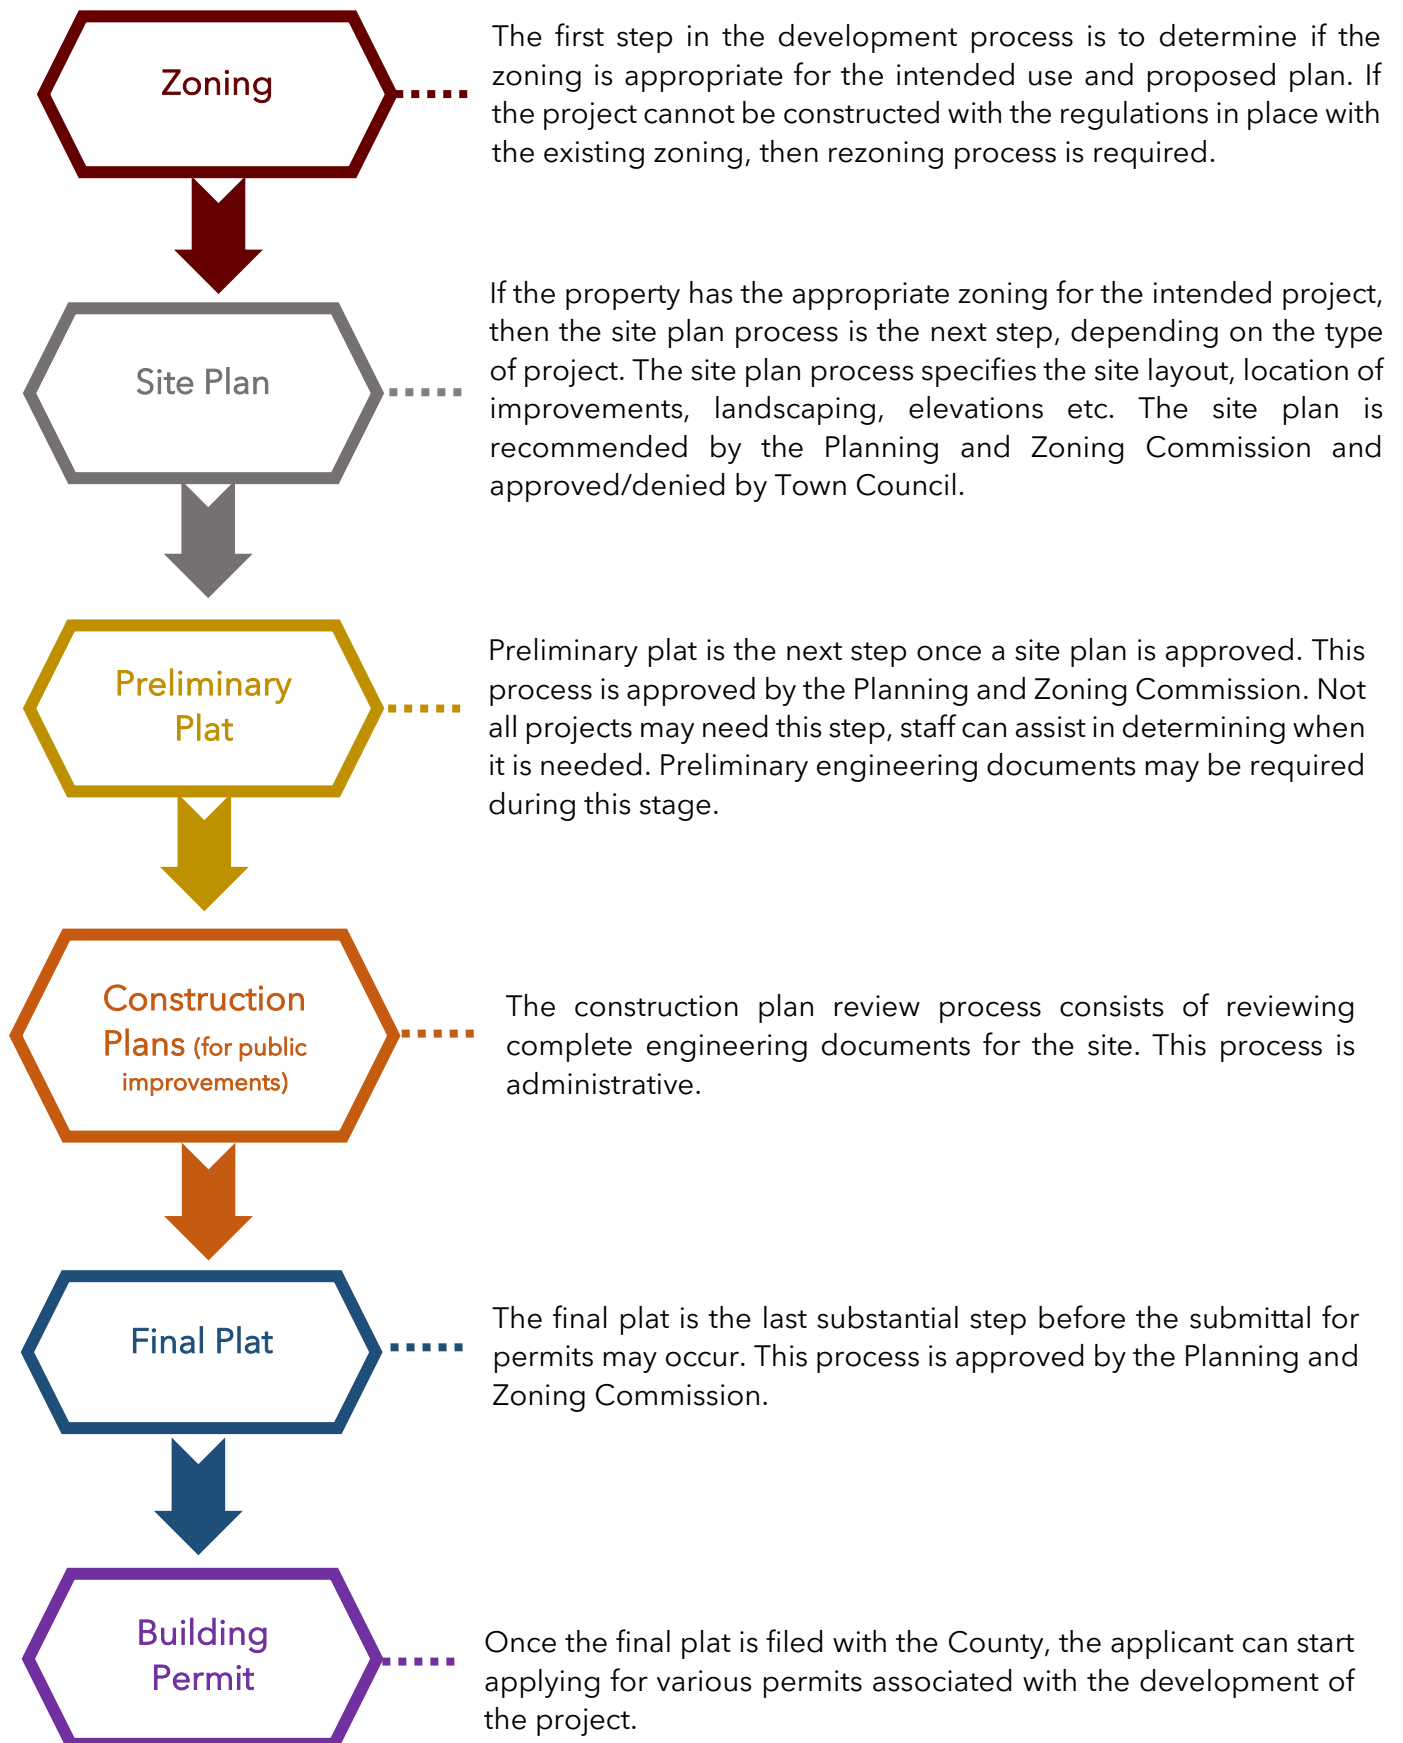 Zoning
The first step in the development process is to determine if the
zoning is appropriate for the intended use and proposed plan. If
the project cannot be constructed with the regulations in place with
the existing zoning, then rezoning process is required.
Site Plan
If the property has the appropriate zoning for the intended project,
then the site plan process is the next step, depending on the type
of project. The site plan process specifies the site layout, location of
improvements, landscaping, elevations etc. The site plan is
recommended by the Planning and Zoning Commission and
approved/denied by Town Council.
Preliminary
Plat
Preliminary plat is the next step once a site plan is approved. This
process is approved by the Planning and Zoning Commission. Not
all projects may need this step, staff can assist in determining when
it is needed. Preliminary engineering documents may be required
during this stage.
Construction
Plans (for public
improvements)
The construction plan review process consists of reviewing
complete engineering documents for the site. This process is
administrative.
Final Plat
The final plat is the last substantial step before the submittal for
permits may occur. This process is approved by the Planning and
Zoning Commission.
Building
Permit
Once the final plat is filed with the County, the applicant can start
applying for various permits associated with the development of
the project.